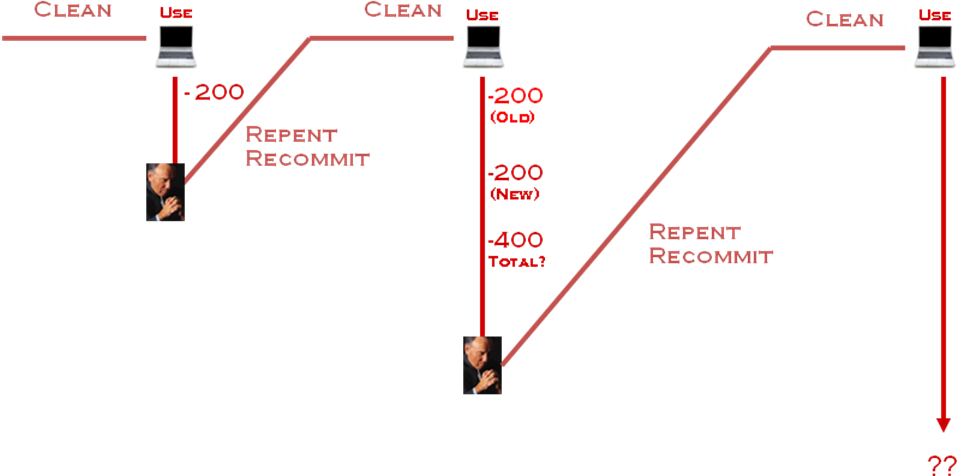 Clean
Use
- 200
Repent
Recommit
Clean
Use
-200
(Old)
-200
(New)
-400
Total?
Repent
Recommit
Clean
Use
??